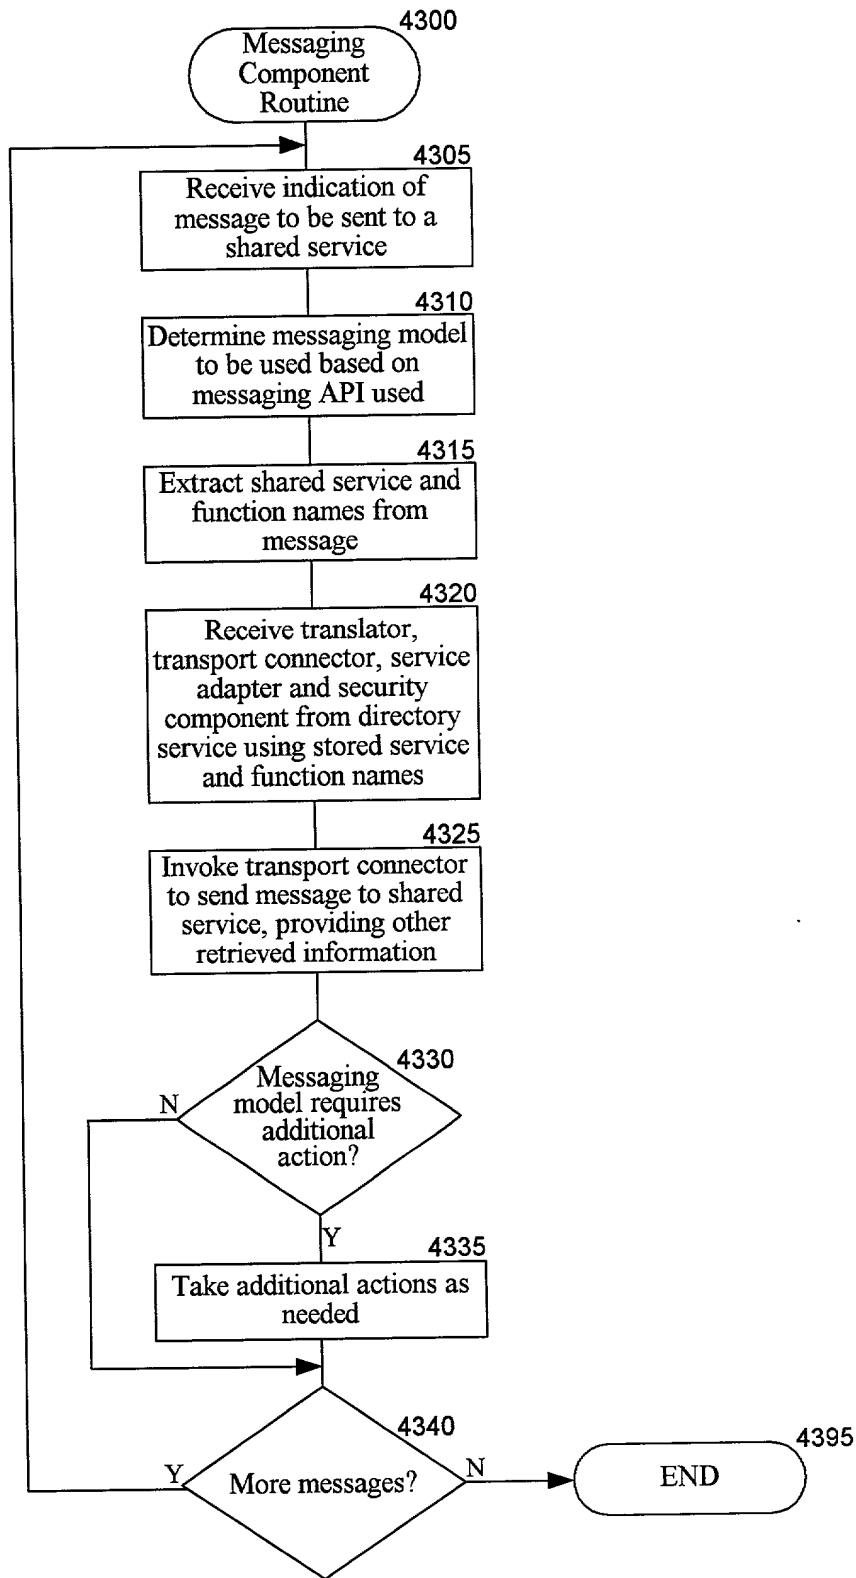 4300
Messaging
Component
Routine
4305
Receive indication of
message to be sent to a
shared service
4310
Determine messaging model
to be used based on
messaging API used
4315
Extract shared service and
function names from
message
4320
Receive translator,
transport connector, service
adapter and security
component from directory
service using stored service
and function names
4325
Invoke transport connector
to send message to shared
service, providing other
retrieved information
4330
Messaging
model requires
additional
action?
N
Y
4335
Take additional actions as
needed
4340
More messages?
Y
N
4395
END